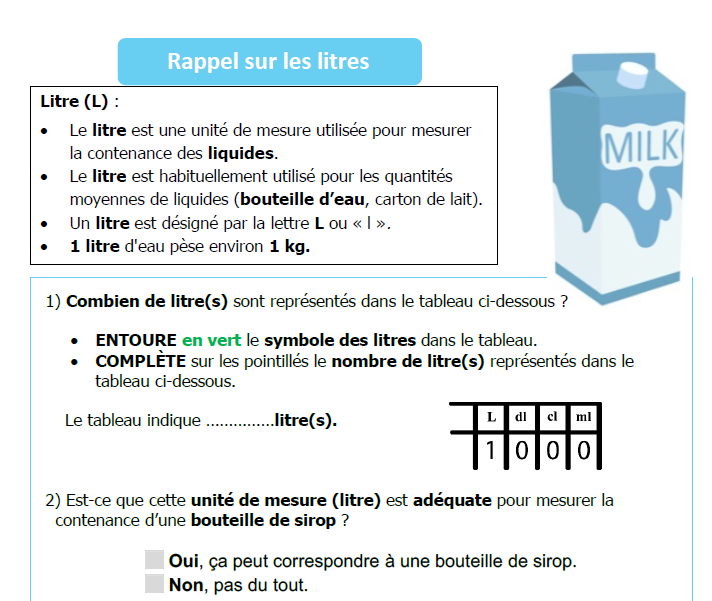 Rappel sur les litres
MILK
Litre (L) :
• Le litre est une unité de mesure utilisée pour mesurer
la contenance des liquides.
• Le litre est habituellement utilisé pour les quantités
moyennes de liquides (bouteille d’eau, carton de lait).
• Un litre est désigné par la lettre L ou « l ».
• 1 litre d'eau pèse environ 1 kg.
1) Combien de litre(s) sont représentés dans le tableau ci-dessous ?
• ENTOURE en vert le symbole des litres dans le tableau.
• COMPLÈTE sur les pointillés le nombre de litre(s) représentés dans le
tableau ci-dessous.
Le tableau indique ……………litre(s).
L dl cl ml
1 0 0 0
2) Est-ce que cette unité de mesure (litre) est adéquate pour mesurer la
contenance d’une bouteille de sirop ?
Oui, ça peut correspondre à une bouteille de sirop.
Non, pas du tout.